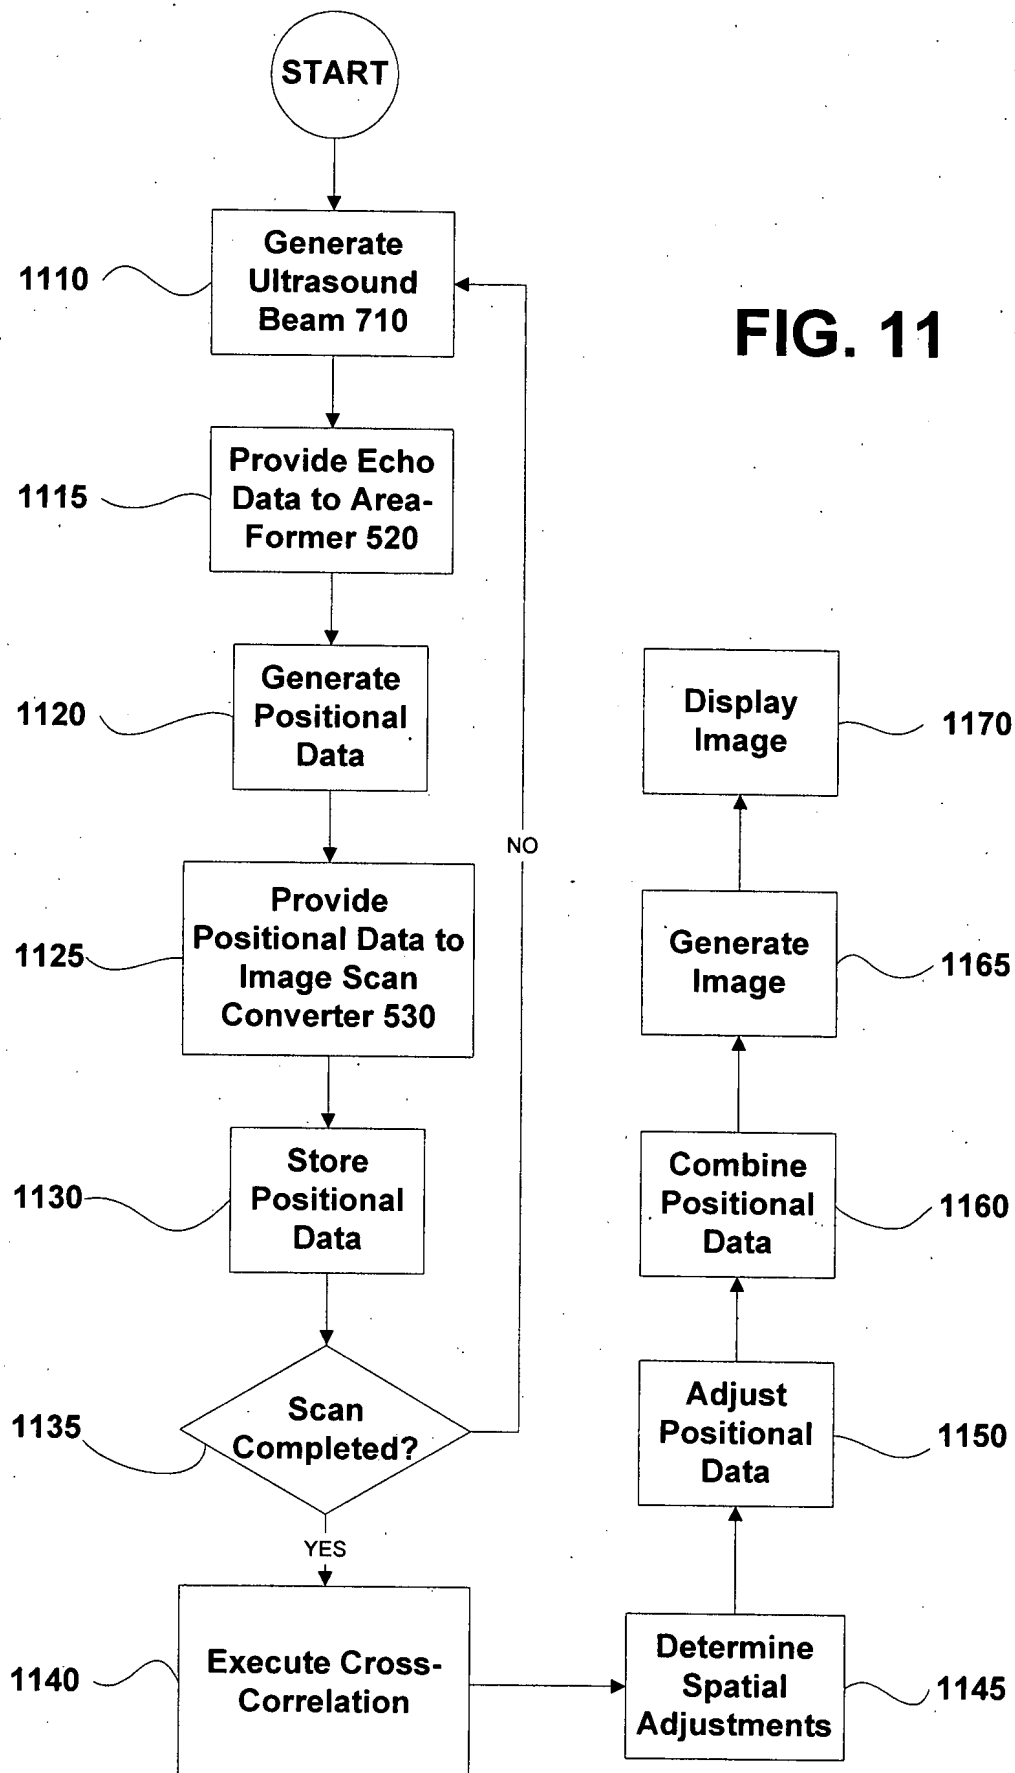 START
1110
Generate
Ultrasound
Beam 710
FIG. 11
1115
Provide Echo
Data to Area-
Former 520
1120
Generate
Positional
Data
NO
1125
Provide
Positional Data to
Image Scan
Converter 530
1130
Store
Positional
Data
1135
Scan
Completed?
YES
1140
Execute Cross-
Correlation
Determine
Spatial
Adjustments
1145
Adjust
Positional
Data
1150
Combine
Positional
Data
1160
Generate
Image
1165
Display
Image
1170